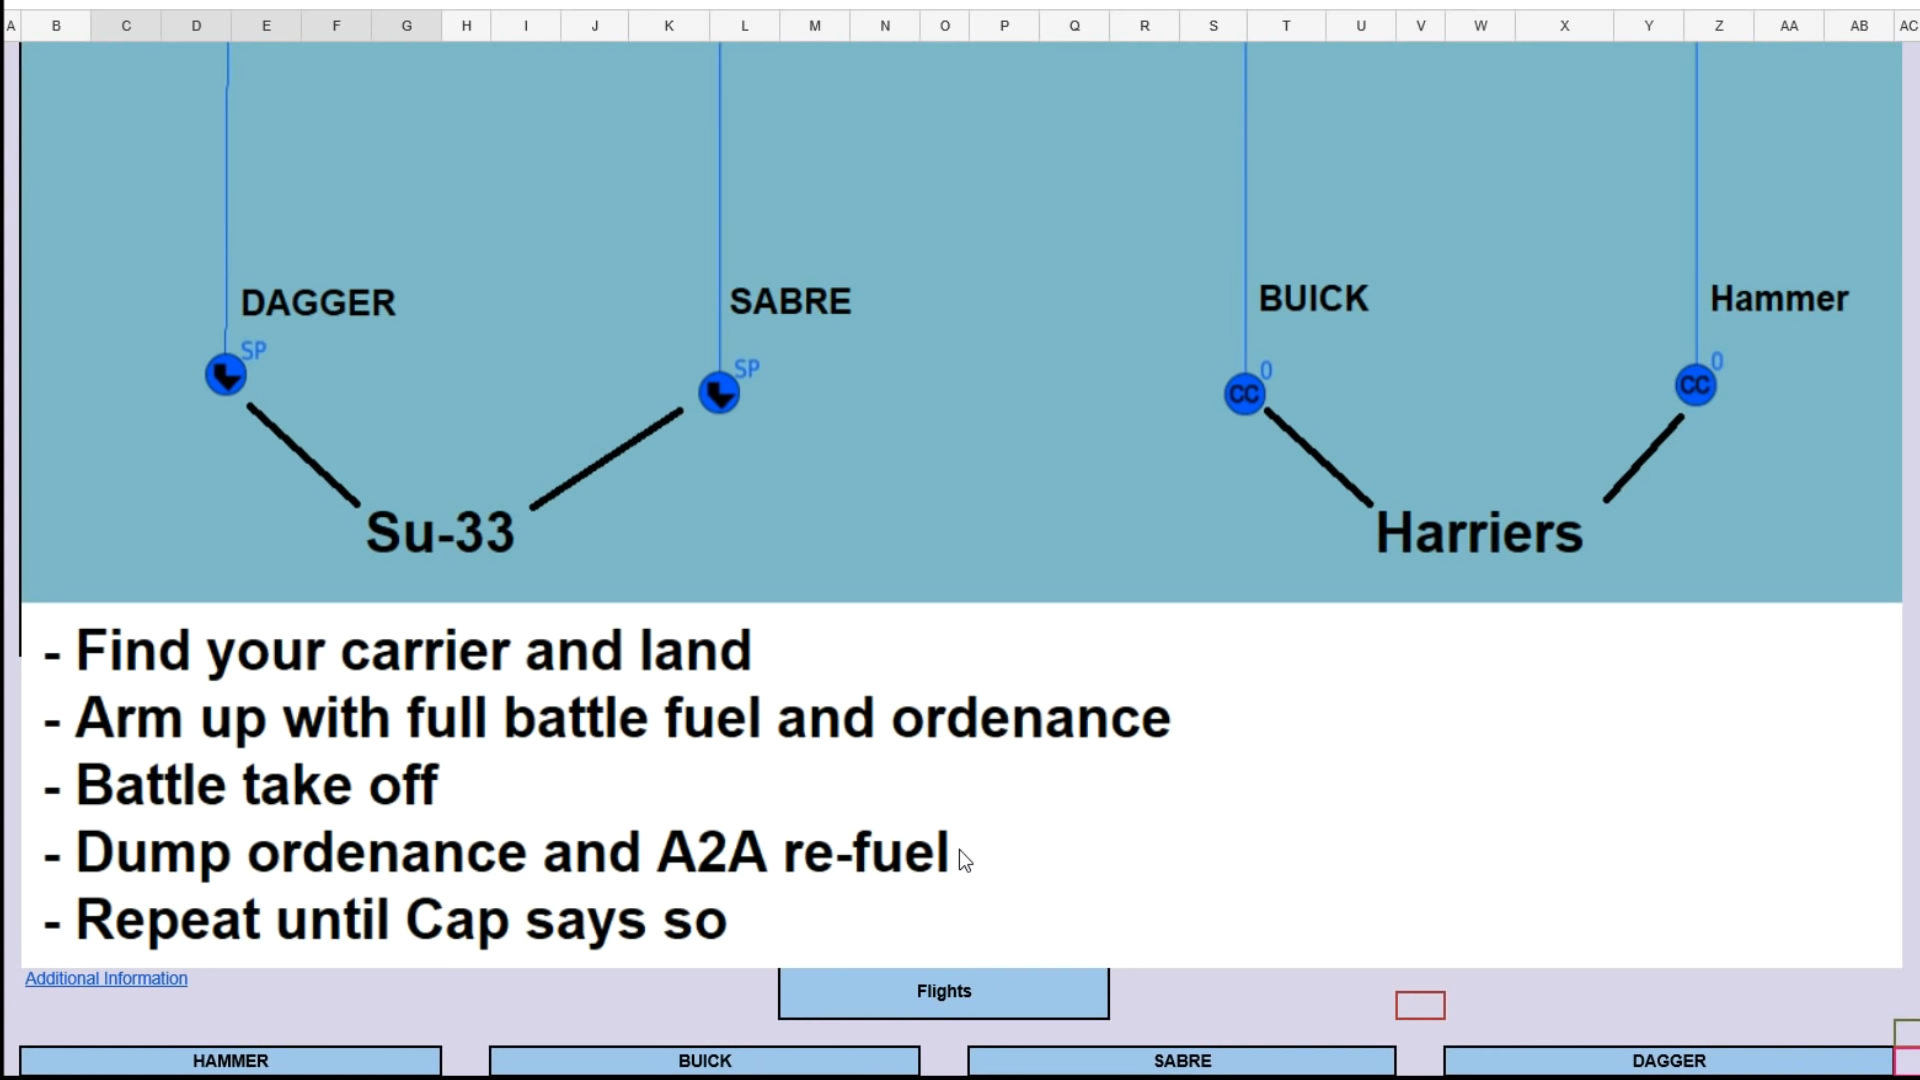 A B C D E F G H I J K L M N O P Q R S T U V W X Y Z AA AB AC
DAGGER SABRE BUICK Hammer
SP SP 0 0
CC CC
Su-33 Harriers
- Find your carrier and land
- Arm up with full battle fuel and ordenance
- Battle take off
- Dump ordenance and A2A re-fuel
- Repeat until Cap says so
Additional Information
Flights
HAMMER BUICK SABRE DAGGER